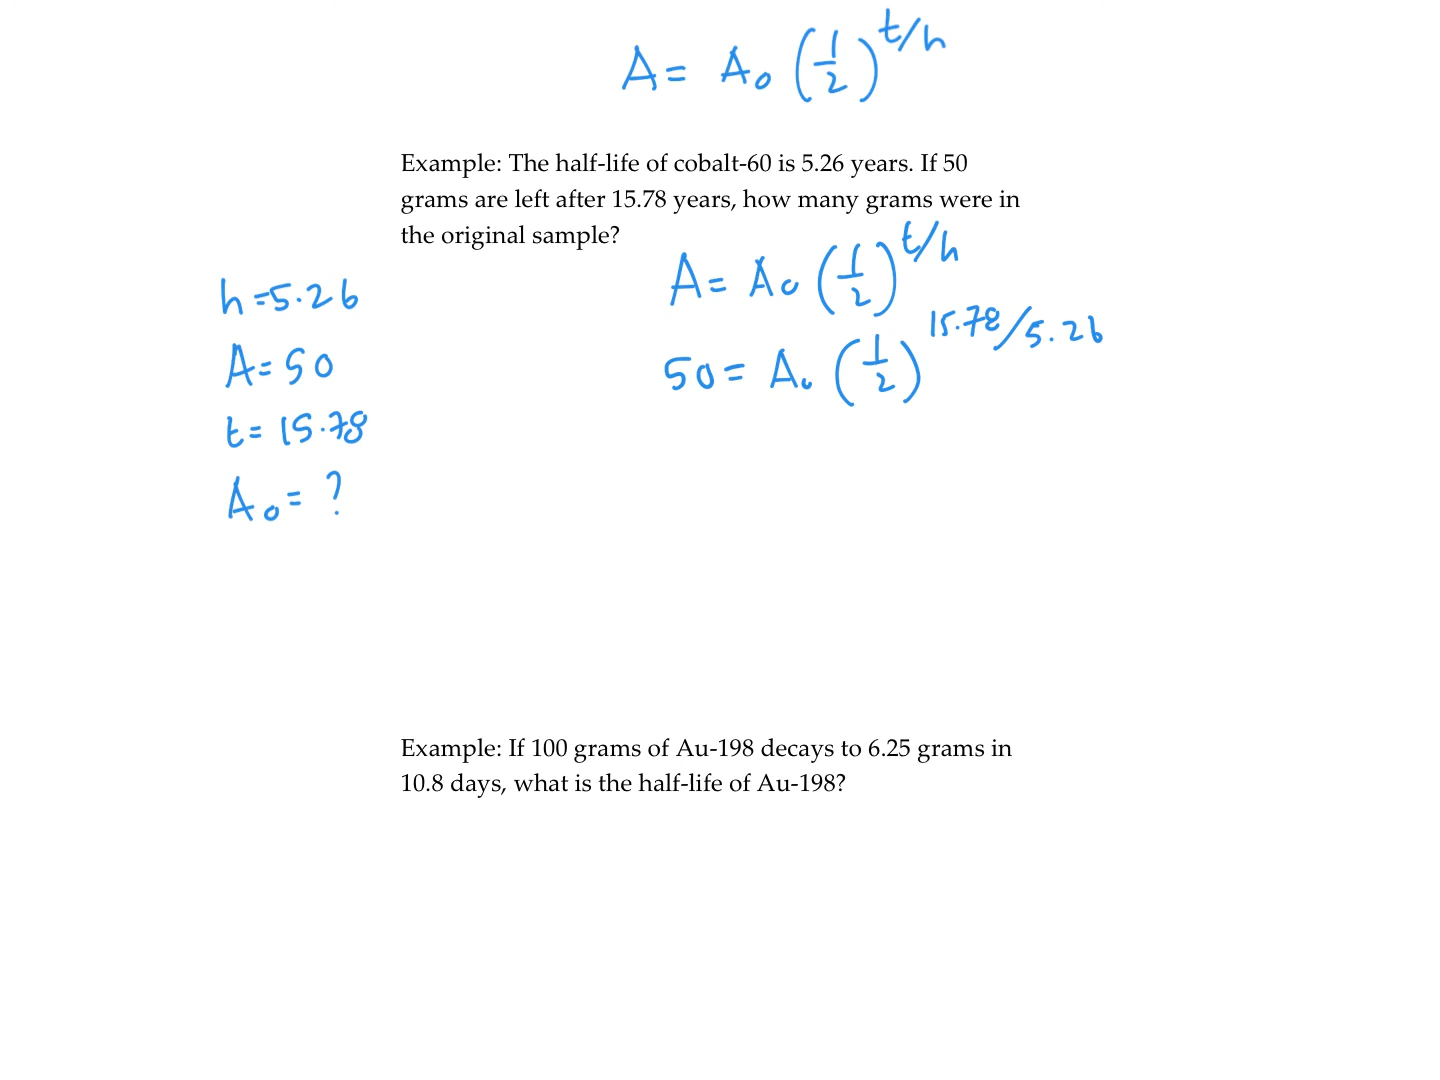 A = A₀ (1/2)^t/h
Example: The half-life of cobalt-60 is 5.26 years. If 50
grams are left after 15.78 years, how many grams were in
the original sample?
h = 5.26
A = 50
t = 15.78
A₀ = ?
A = A₀ (1/2)^t/h
50 = A₀ (1/2)^15.78/5.26
Example: If 100 grams of Au-198 decays to 6.25 grams in
10.8 days, what is the half-life of Au-198?